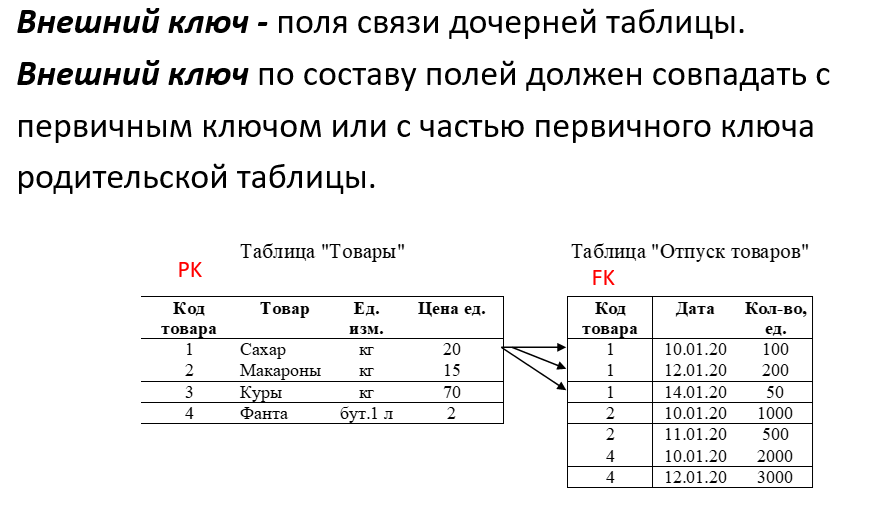 Внешний ключ - поля связи дочерней таблицы.
Внешний ключ по составу полей должен совпадать с
первичным ключом или с частью первичного ключа
родительской таблицы.
Таблица "Товары"
PK
Код товара Товар Ед. изм. Цена ед.
1 Сахар кг 20
2 Макароны кг 15
3 Куры кг 70
4 Фанта бут.1 л 2
Таблица "Отпуск товаров"
FK
Код товара Дата Кол-во, ед.
1 10.01.20 100
1 12.01.20 200
1 14.01.20 50
2 10.01.20 1000
2 11.01.20 500
4 10.01.20 2000
4 12.01.20 3000